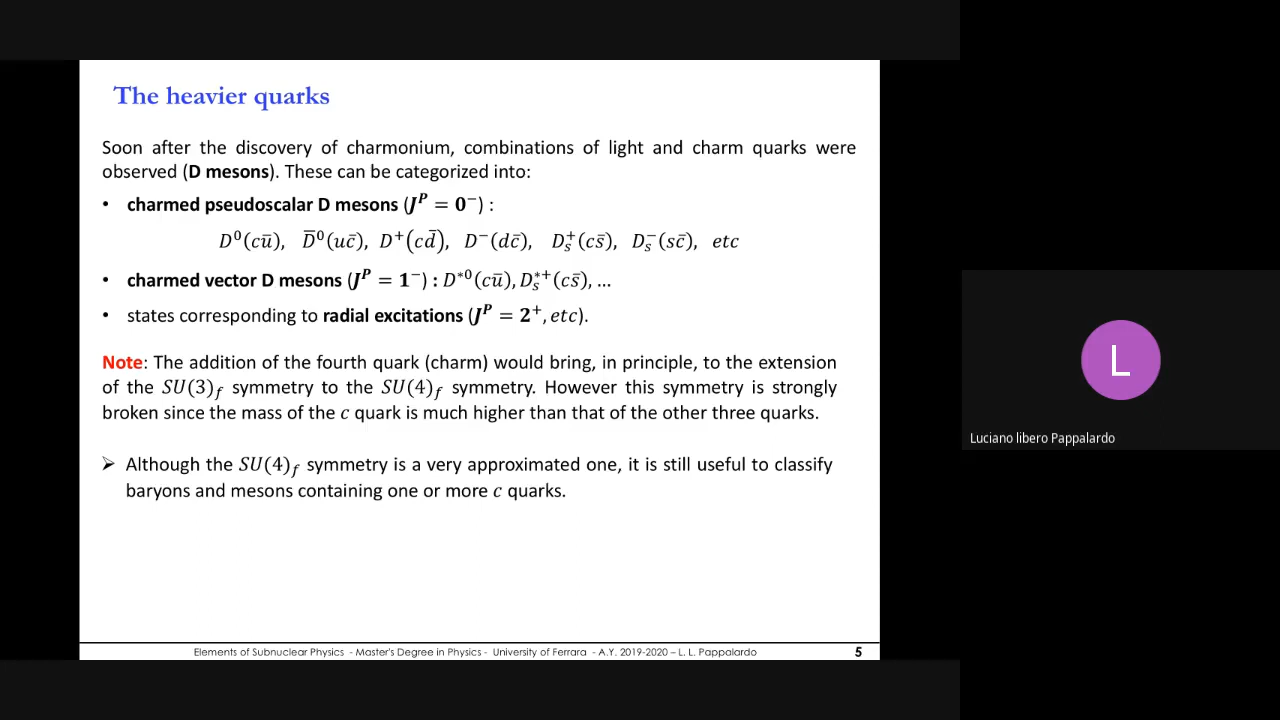 The heavier quarks
Soon after the discovery of charmonium, combinations of light and charm quarks were
observed (D mesons). These can be categorized into:
• charmed pseudoscalar D mesons (J^P = 0^−) :
D^0(cū), D̅^0(uc̄), D^+(cd̄), D^−(dc̄), D_s^+(cs̄), D_s^−(sc̄), etc
• charmed vector D mesons (J^P = 1^−) : D^{*0}(cū), D_s^{*+}(cs̄), ...
• states corresponding to radial excitations (J^P = 2^+, etc).
Note: The addition of the fourth quark (charm) would bring, in principle, to the extension
of the SU(3)_f symmetry to the SU(4)_f symmetry. However this symmetry is strongly
broken since the mass of the c quark is much higher than that of the other three quarks.
➢ Although the SU(4)_f symmetry is a very approximated one, it is still useful to classify
baryons and mesons containing one or more c quarks.
Elements of Subnuclear Physics - Master's Degree in Physics - University of Ferrara - A.Y. 2019-2020 – L. L. Pappalardo 5
L
Luciano libero Pappalardo